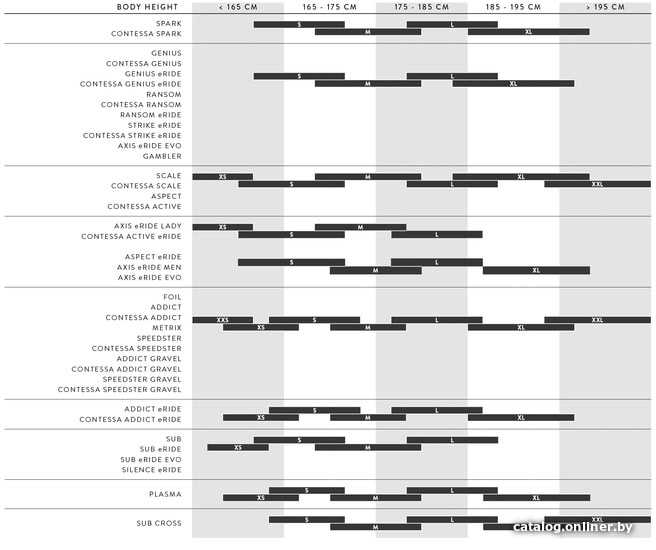 BODY HEIGHT < 165 CM 165 - 175 CM 175 - 185 CM 185 - 195 CM > 195 CM
SPARK S L
CONTESSA SPARK M XL
GENIUS
CONTESSA GENIUS
GENIUS eRIDE S L
CONTESSA GENIUS eRIDE M XL
RANSOM
CONTESSA RANSOM
RANSOM eRIDE
STRIKE eRIDE
CONTESSA STRIKE eRIDE
AXIS eRIDE EVO
GAMBLER
SCALE XS M XL
CONTESSA SCALE S L XXL
ASPECT
CONTESSA ACTIVE
AXIS eRIDE LADY XS M
CONTESSA ACTIVE eRIDE S L
ASPECT eRIDE S L
AXIS eRIDE MEN M XL
AXIS eRIDE EVO
FOIL
ADDICT
CONTESSA ADDICT XXS S L XXL
METRIX XS M XL
SPEEDSTER
CONTESSA SPEEDSTER
ADDICT GRAVEL
CONTESSA ADDICT GRAVEL
SPEEDSTER GRAVEL
CONTESSA SPEEDSTER GRAVEL
ADDICT eRIDE S L
CONTESSA ADDICT eRIDE XS M XL
SUB S L
SUB eRIDE XS M
SUB eRIDE EVO
SILENCE eRIDE
PLASMA S L
XS M XL
SUB CROSS S L XXL
M
catalog.onliner.by